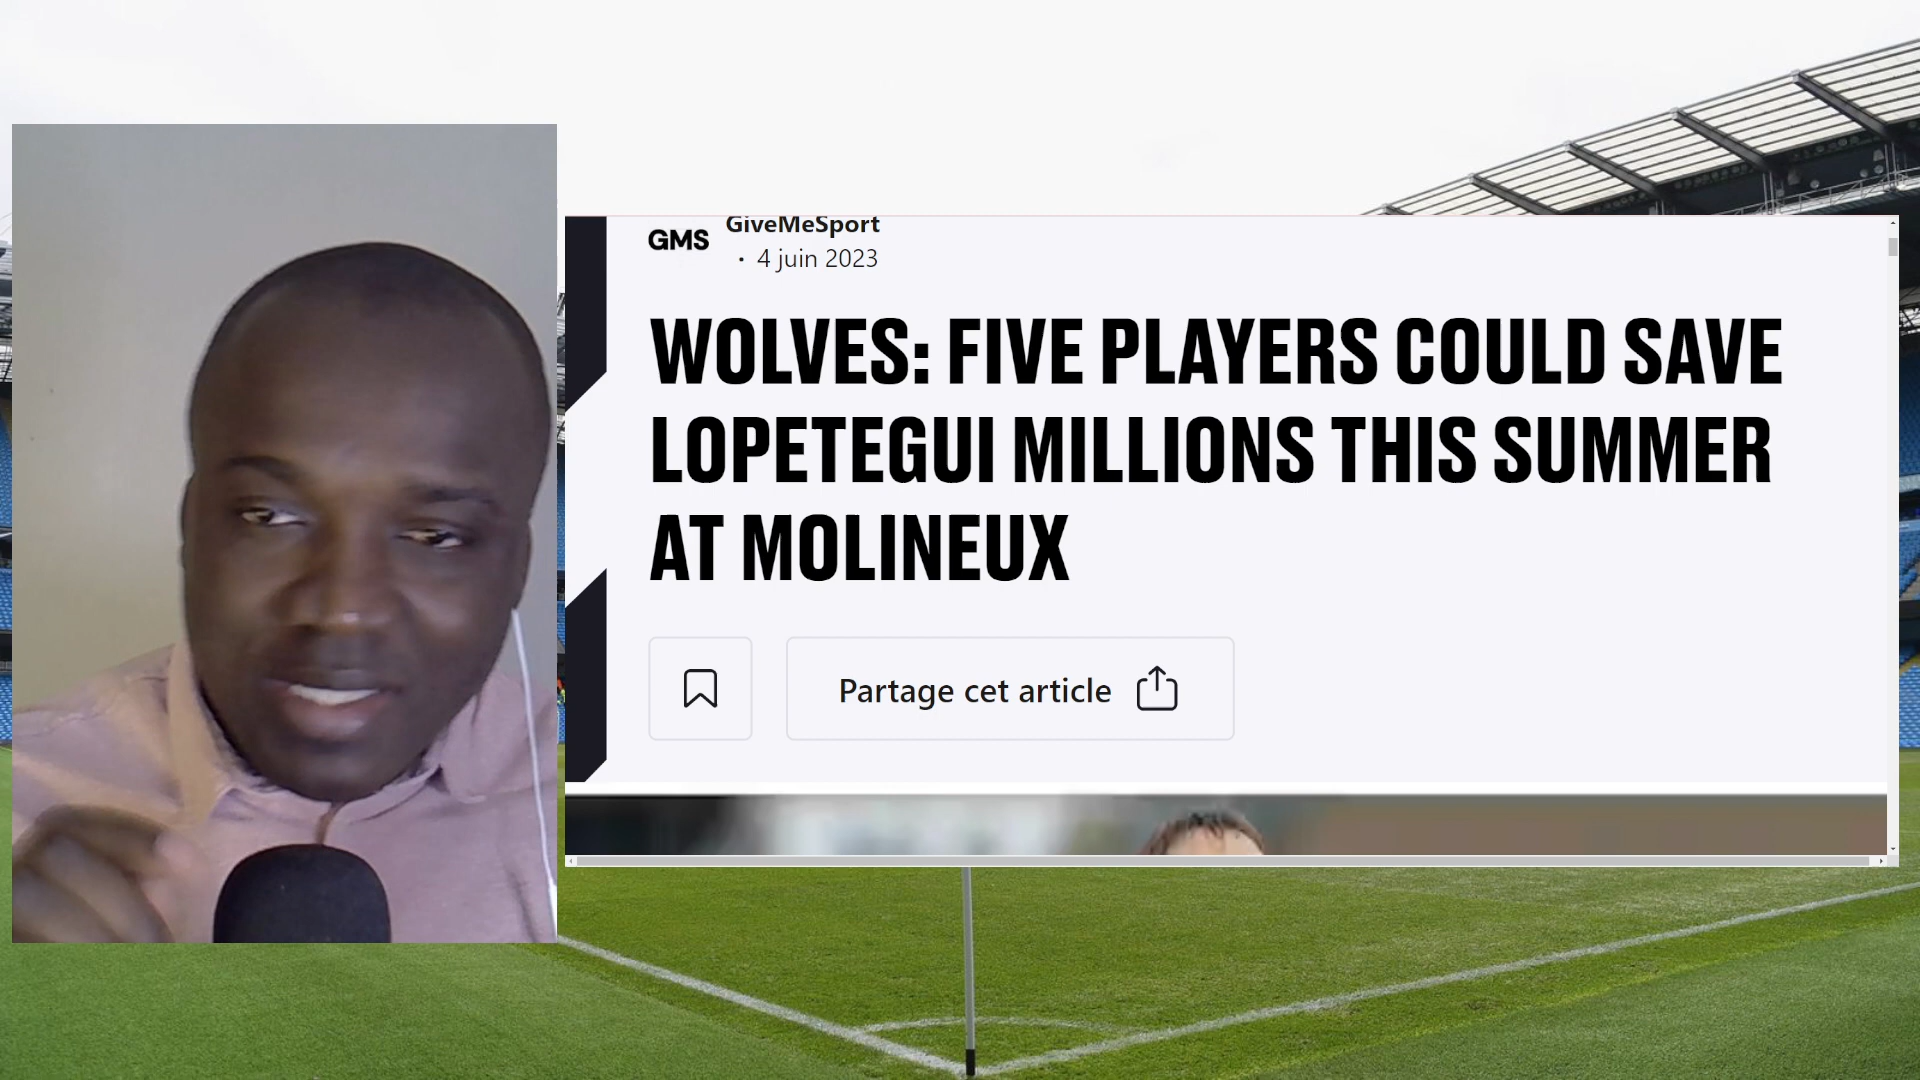 GiveMeSport
GMS
· 4 juin 2023
WOLVES: FIVE PLAYERS COULD SAVE
LOPETEGUI MILLIONS THIS SUMMER
AT MOLINEUX
Partage cet article